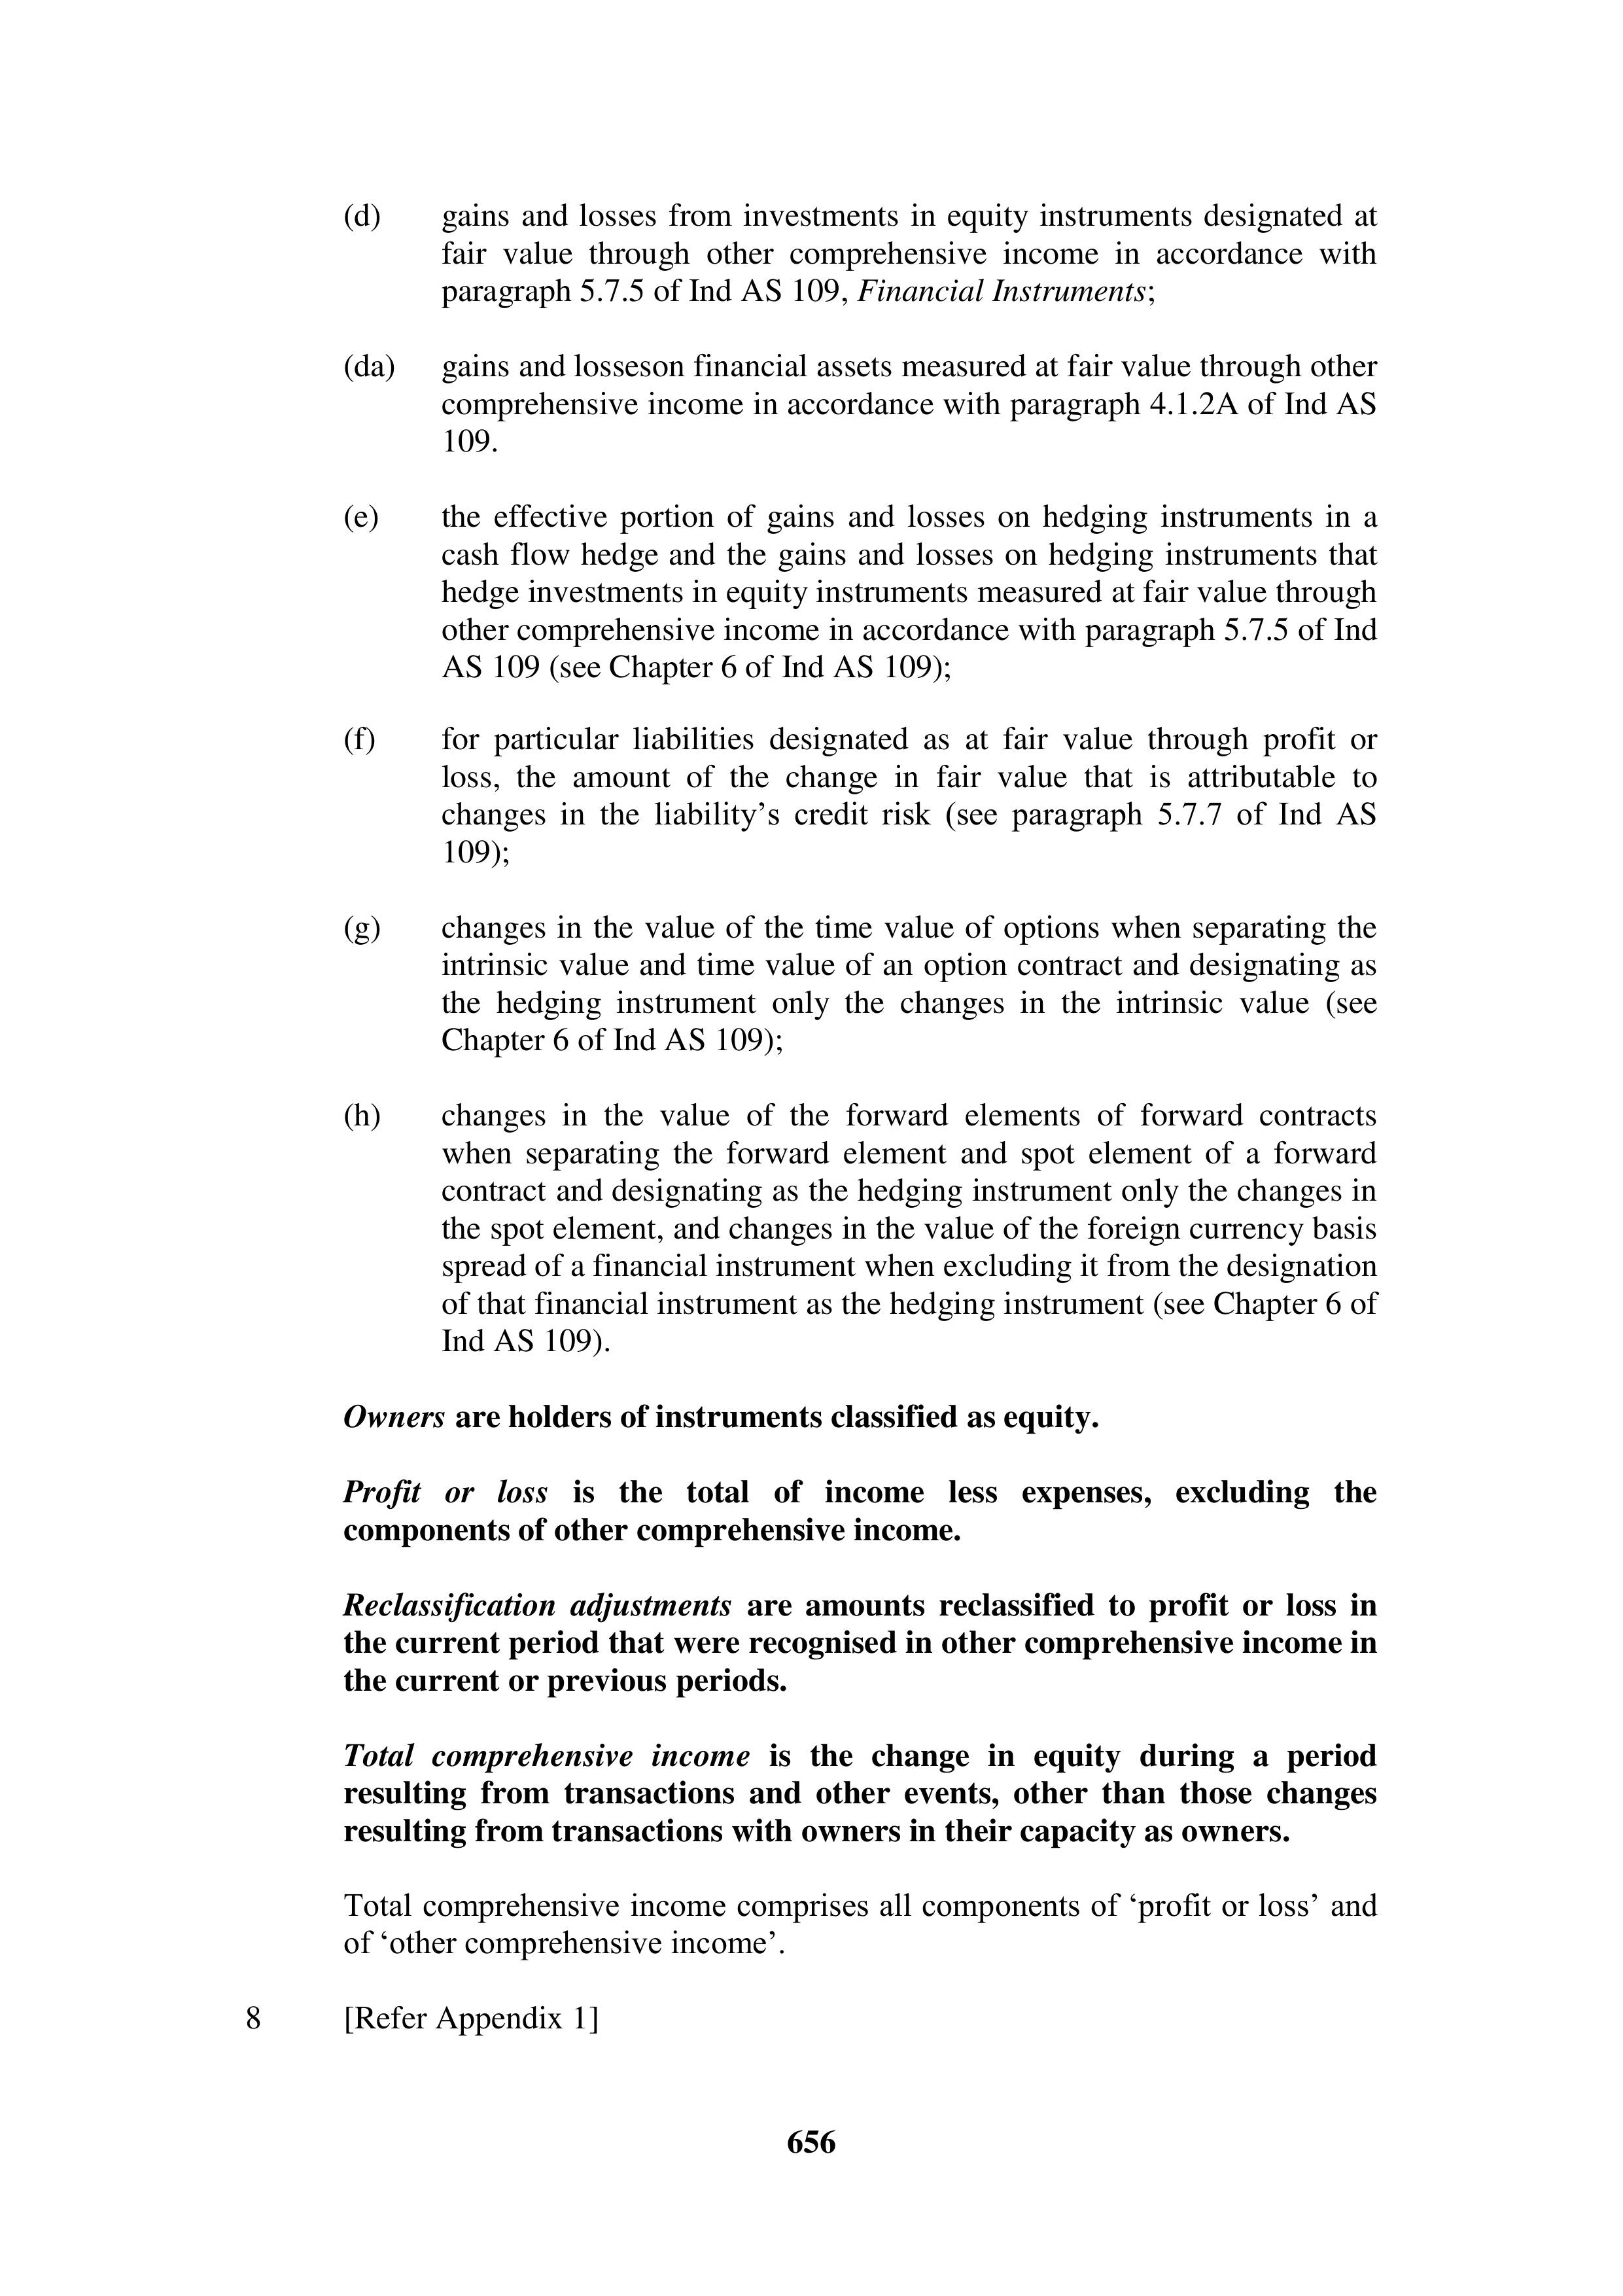 (d) gains and losses from investments in equity instruments designated at
fair value through other comprehensive income in accordance with
paragraph 5.7.5 of Ind AS 109, Financial Instruments;
(da) gains and losseson financial assets measured at fair value through other
comprehensive income in accordance with paragraph 4.1.2A of Ind AS
109.
(e) the effective portion of gains and losses on hedging instruments in a
cash flow hedge and the gains and losses on hedging instruments that
hedge investments in equity instruments measured at fair value through
other comprehensive income in accordance with paragraph 5.7.5 of Ind
AS 109 (see Chapter 6 of Ind AS 109);
(f) for particular liabilities designated as at fair value through profit or
loss, the amount of the change in fair value that is attributable to
changes in the liability’s credit risk (see paragraph 5.7.7 of Ind AS
109);
(g) changes in the value of the time value of options when separating the
intrinsic value and time value of an option contract and designating as
the hedging instrument only the changes in the intrinsic value (see
Chapter 6 of Ind AS 109);
(h) changes in the value of the forward elements of forward contracts
when separating the forward element and spot element of a forward
contract and designating as the hedging instrument only the changes in
the spot element, and changes in the value of the foreign currency basis
spread of a financial instrument when excluding it from the designation
of that financial instrument as the hedging instrument (see Chapter 6 of
Ind AS 109).
Owners are holders of instruments classified as equity.
Profit or loss is the total of income less expenses, excluding the
components of other comprehensive income.
Reclassification adjustments are amounts reclassified to profit or loss in
the current period that were recognised in other comprehensive income in
the current or previous periods.
Total comprehensive income is the change in equity during a period
resulting from transactions and other events, other than those changes
resulting from transactions with owners in their capacity as owners.
Total comprehensive income comprises all components of ‘profit or loss’ and
of ‘other comprehensive income’.
8 [Refer Appendix 1]
656